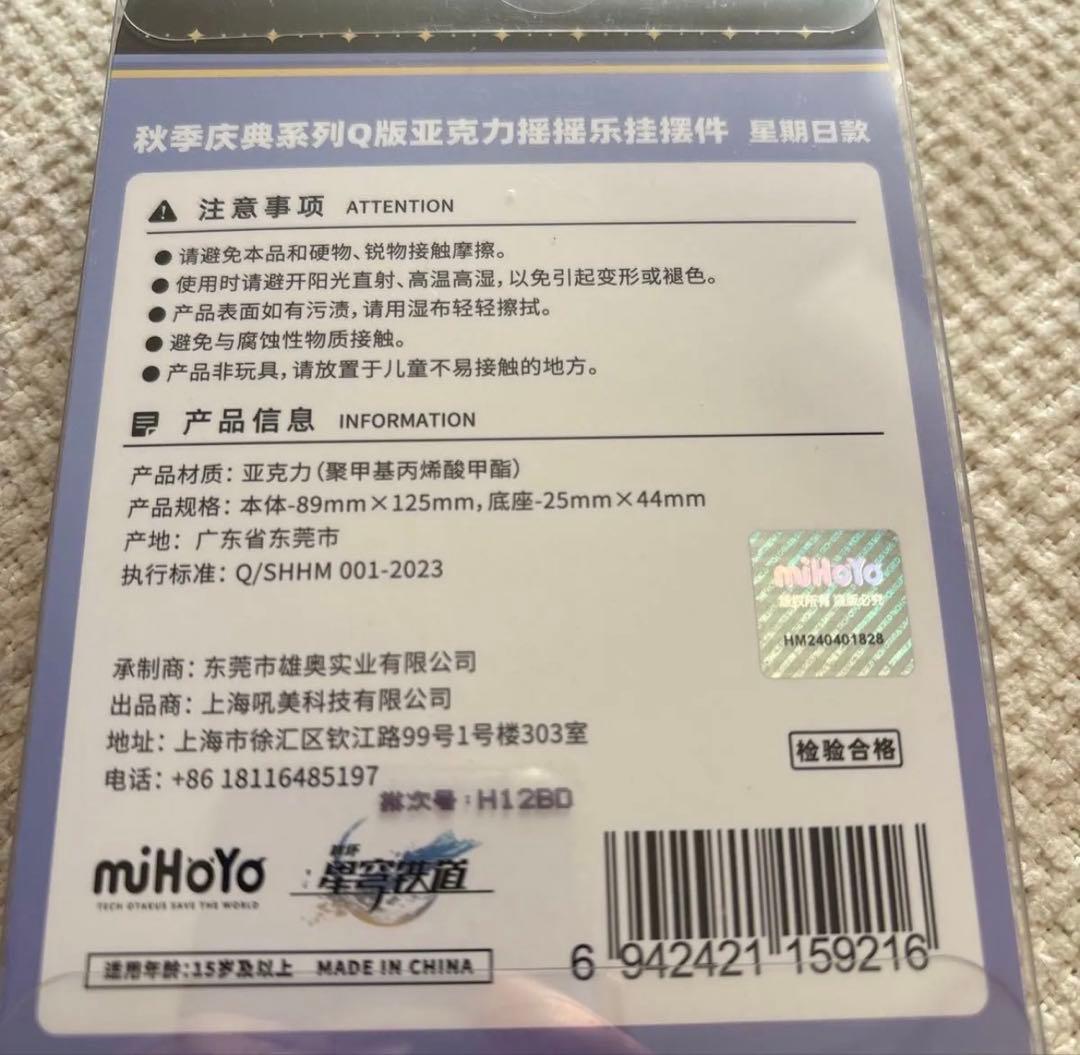 秋季庆典系列Q版亚克力摇摇乐挂摆件 星期日款
注意事项 ATTENTION
●请避免本品和硬物、锐物接触摩擦。
●使用时请避开阳光直射、高温高湿,以免引起变形或褪色。
●产品表面如有污渍,请用湿布轻轻擦拭。
●避免与腐蚀性物质接触。
●产品非玩具,请放置于儿童不易接触的地方。
产品信息 INFORMATION
产品材质：亚克力(聚甲基丙烯酸甲酯)
产品规格：本体-89mm×125mm,底座-25mm×44mm
产地：广东省东莞市
执行标准：Q/SHHM 001-2023
miHoYo
版权所有 盗版必究
HM240401828
承制商：东莞市雄奥实业有限公司
出品商：上海吼美科技有限公司
地址：上海市徐汇区钦江路99号1号楼303室
电话：+86 18116485197
检验合格
批次号：H12BD
miHoYo
TECH OTAKUS SAVE THE WORLD
崩坏
星穹铁道
适用年龄：15岁及以上 MADE IN CHINA
6 942421 159216